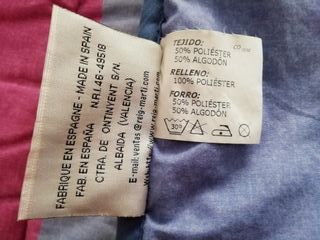 FABRIQUE EN ESPAGNE - MADE IN SPAIN
FAB. EN ESPAÑA N.R.I.46-49518
CTRA. DE ONTINYENT S/N.
ALBAIDA (VALENCIA)
E-mail: ventas @reig-marti.com
TEJIDO:
50% POLIÉSTER
50% ALGODÓN
RELLENO:
100% POLIÉSTER
FORRO:
50% POLIÉSTER
50% ALGODÓN
30º